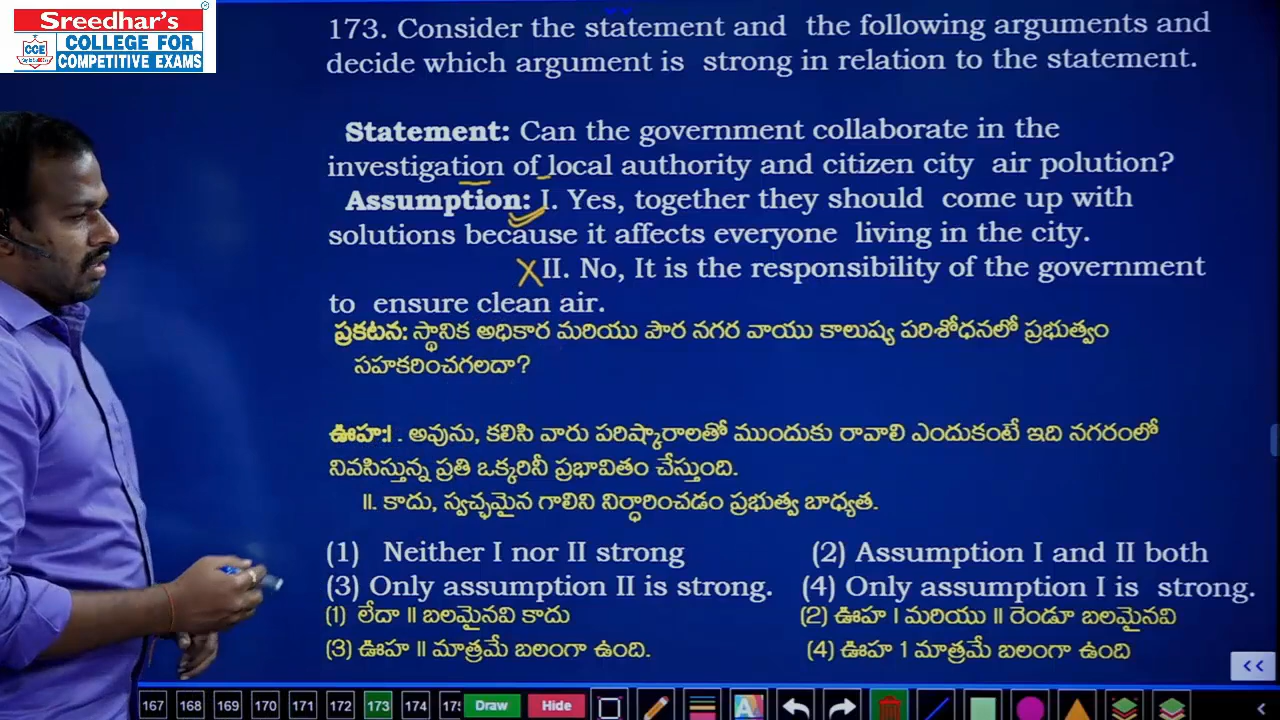 Sreedhar's
CCE
COLLEGE FOR
COMPETITIVE EXAMS
173. Consider the statement and the following arguments and
decide which argument is strong in relation to the statement.
Statement: Can the government collaborate in the
investigation of local authority and citizen city air polution?
Assumption: I. Yes, together they should come up with
solutions because it affects everyone living in the city.
II. No, It is the responsibility of the government
to ensure clean air.
ప్రకటన: స్థానిక అధికార మరియు పౌర నగర వాయు కాలుష్య పరిశోధనలో ప్రభుత్వం
సహకరించగలదా?
ఊహ:I . అవును, కలిసి వారు పరిష్కారాలతో ముందుకు రావాలి ఎందుకంటే ఇది నగరంలో
నివసిస్తున్న ప్రతి ఒక్కరినీ ప్రభావితం చేస్తుంది.
II. కాదు, స్వచ్ఛమైన గాలిని నిర్ధారించడం ప్రభుత్వ బాధ్యత.
(1) Neither I nor II strong (2) Assumption I and II both
(3) Only assumption II is strong. (4) Only assumption I is strong.
(1) లేదా II బలమైనవి కాదు (2) ఊహ I మరియు II రెండూ బలమైనవి
(3) ఊహ II మాత్రమే బలంగా ఉంది. (4) ఊహ 1 మాత్రమే బలంగా ఉంది
<<
167 168 169 170 171 172 173 174 Draw Hide